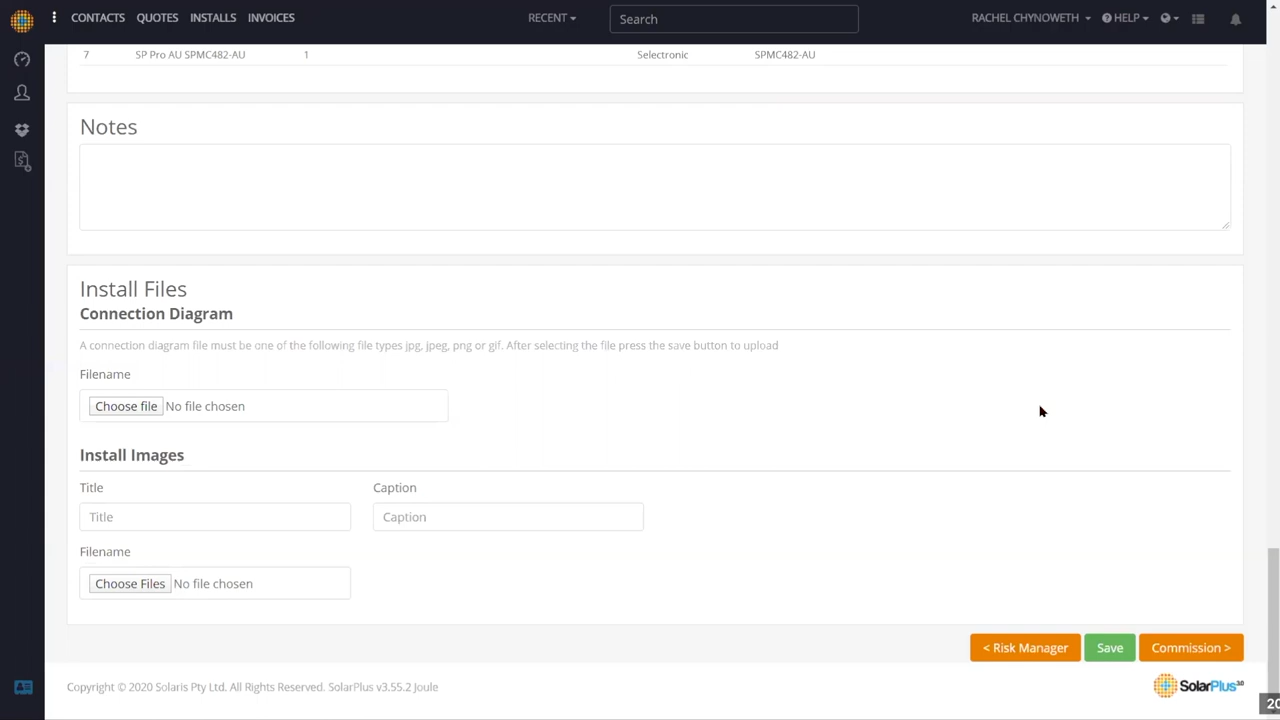 CONTACTS QUOTES INSTALLS INVOICES RECENT Search RACHEL CHYNOWETH HELP
7 SP Pro AU SPMC482-AU 1 Selectronic SPMC482-AU
Notes
Install Files
Connection Diagram
A connection diagram file must be one of the following file types jpg, jpeg, png or gif. After selecting the file press the save button to upload
Filename
Choose file No file chosen
Install Images
Title Caption
Title Caption
Filename
Choose Files No file chosen
< Risk Manager Save Commission >
Copyright © 2020 Solaris Pty Ltd. All Rights Reserved. SolarPlus v3.55.2 Joule SolarPlus 3.0
20